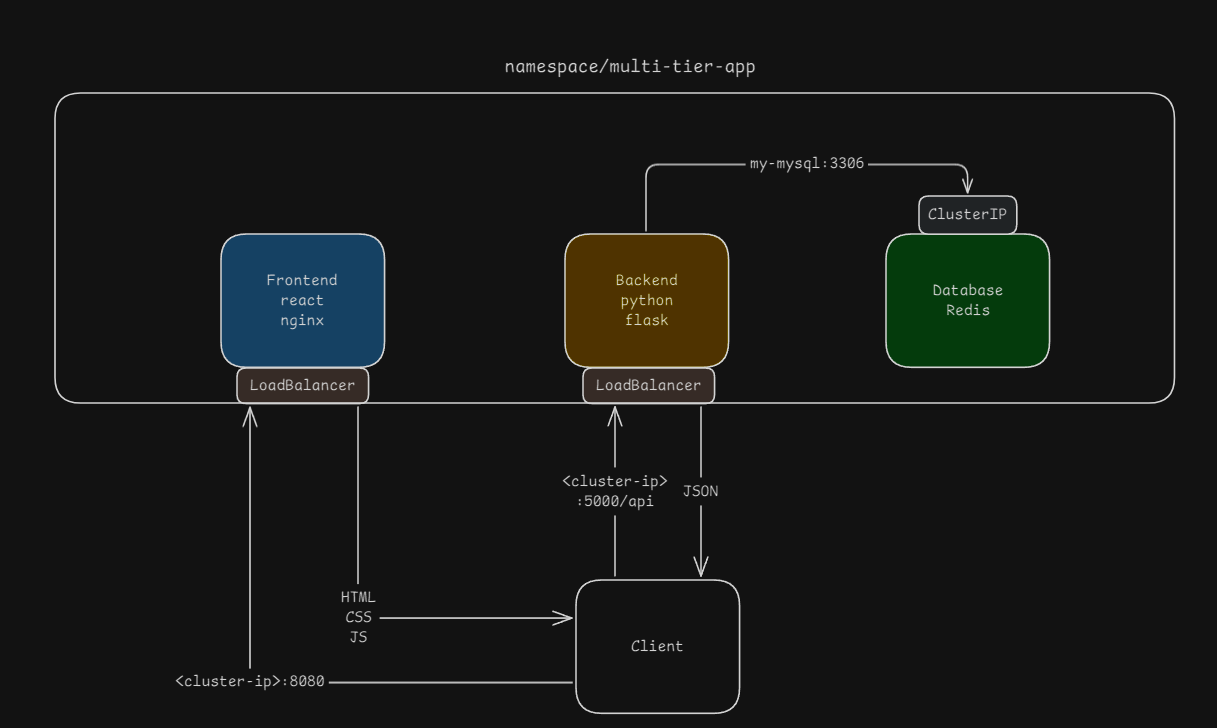 namespace/multi-tier-app
my-mysql:3306
ClusterIP
Frontend
react
nginx
Backend
python
flask
Database
Redis
LoadBalancer
LoadBalancer
<cluster-ip>
:5000/api
JSON
HTML
CSS
JS
Client
<cluster-ip>:8080